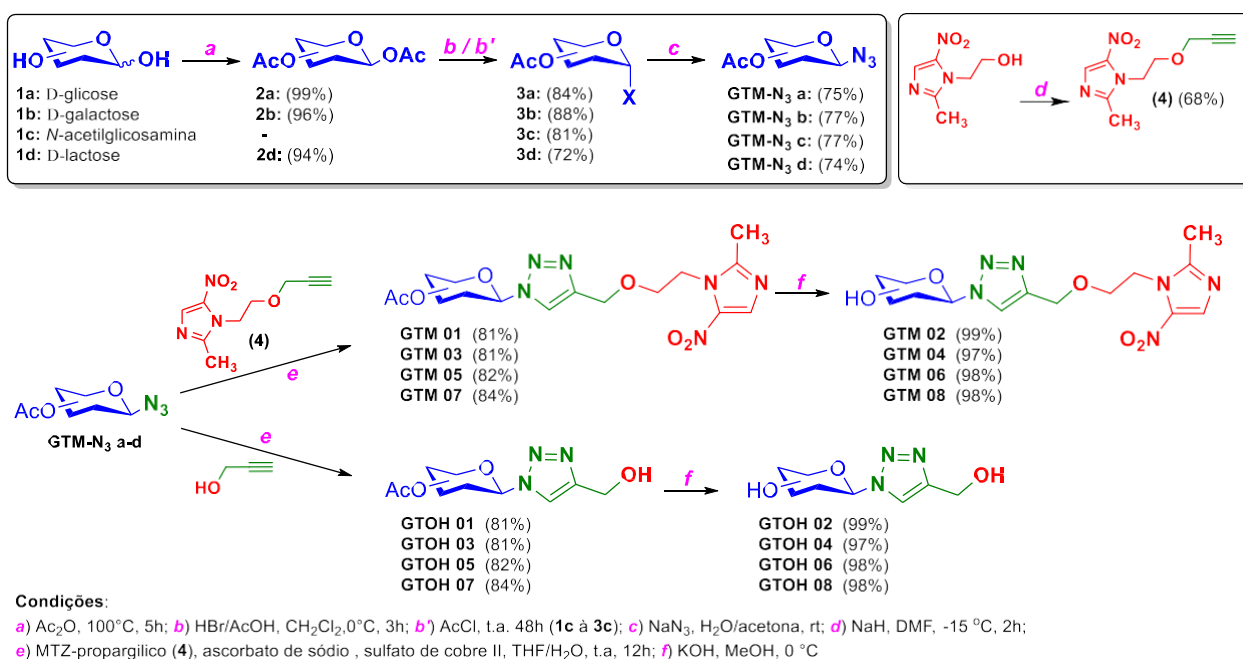 HO O OH
a
AcO O OAc
b / b'
AcO O X
c
AcO O N₃
1a: D-glicose
1b: D-galactose
1c: N-acetilglicosamina
1d: D-lactose
2a: (99%)
2b: (96%)
-
2d: (94%)
3a: (84%)
3b: (88%)
3c: (81%)
3d: (72%)
GTM-N₃ a: (75%)
GTM-N₃ b: (77%)
GTM-N₃ c: (77%)
GTM-N₃ d: (74%)
NO₂ N N OH CH₃
d
NO₂ N N O CH₃
(4) (68%)
NO₂ N N O CH₃
(4)
e
AcO O N₃
GTM-N₃ a-d
e
HO
AcO O N N N O N N CH₃ O₂N
GTM 01 (81%)
GTM 03 (81%)
GTM 05 (82%)
GTM 07 (84%)
f
HO O N N N O N N CH₃ O₂N
GTM 02 (99%)
GTM 04 (97%)
GTM 06 (98%)
GTM 08 (98%)
AcO O N N N OH
GTOH 01 (81%)
GTOH 03 (81%)
GTOH 05 (82%)
GTOH 07 (84%)
f
HO O N N N OH
GTOH 02 (99%)
GTOH 04 (97%)
GTOH 06 (98%)
GTOH 08 (98%)
Condições:
a) Ac₂O, 100°C, 5h; b) HBr/AcOH, CH₂Cl₂,0°C, 3h; b') AcCl, t.a. 48h (1c à 3c); c) NaN₃, H₂O/acetona, rt; d) NaH, DMF, -15 °C, 2h;
e) MTZ-propargilico (4), ascorbato de sódio , sulfato de cobre II, THF/H₂O, t.a, 12h; f) KOH, MeOH, 0 °C